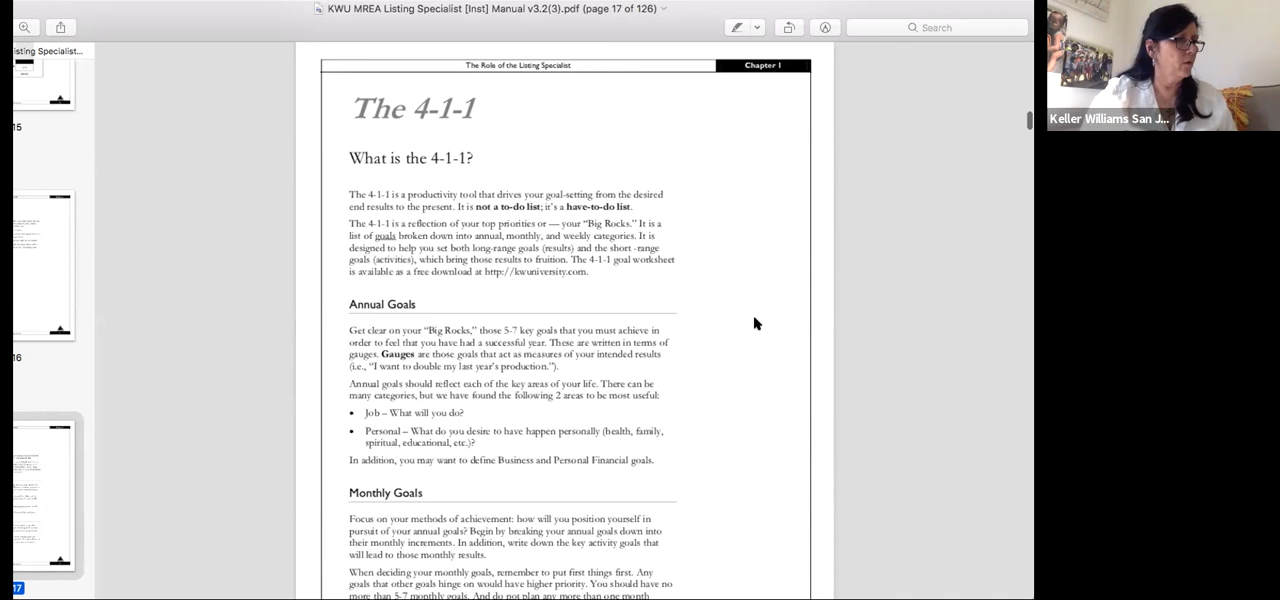 KWU MREA Listing Specialist [Inst] Manual v3.2(3).pdf (page 17 of 126)
Search
isting Specialist...
15
16
17
The Role of the Listing Specialist
Chapter 1
The 4-1-1
What is the 4-1-1?
The 4-1-1 is a productivity tool that drives your goal-setting from the desired
end results to the present. It is not a to-do list; it's a have-to-do list.
The 4-1-1 is a reflection of your top priorities or — your “Big Rocks.” It is a
list of goals broken down into annual, monthly, and weekly categories. It is
designed to help you set both long-range goals (results) and the short -range
goals (activities), which bring those results to fruition. The 4-1-1 goal worksheet
is available as a free download at http://kwuniversity.com.
Annual Goals
Get clear on your “Big Rocks,” those 5-7 key goals that you must achieve in
order to feel that you have had a successful year. These are written in terms of
gauges. Gauges are those goals that act as measures of your intended results
(i.e., “I want to double my last year’s production.”).
Annual goals should reflect each of the key areas of your life. There can be
many categories, but we have found the following 2 areas to be most useful:
• Job – What will you do?
• Personal – What do you desire to have happen personally (health, family,
spiritual, educational, etc.)?
In addition, you may want to define Business and Personal Financial goals.
Monthly Goals
Focus on your methods of achievement: how will you position yourself in
pursuit of your annual goals? Begin by breaking your annual goals down into
their monthly increments. In addition, write down the key activity goals that
will lead to those monthly results.
When deciding your monthly goals, remember to put first things first. Any
goals that other goals hinge on would have higher priority. You should have no
more than 5-7 monthly goals. And do not plan any more than one month
Keller Williams San J...